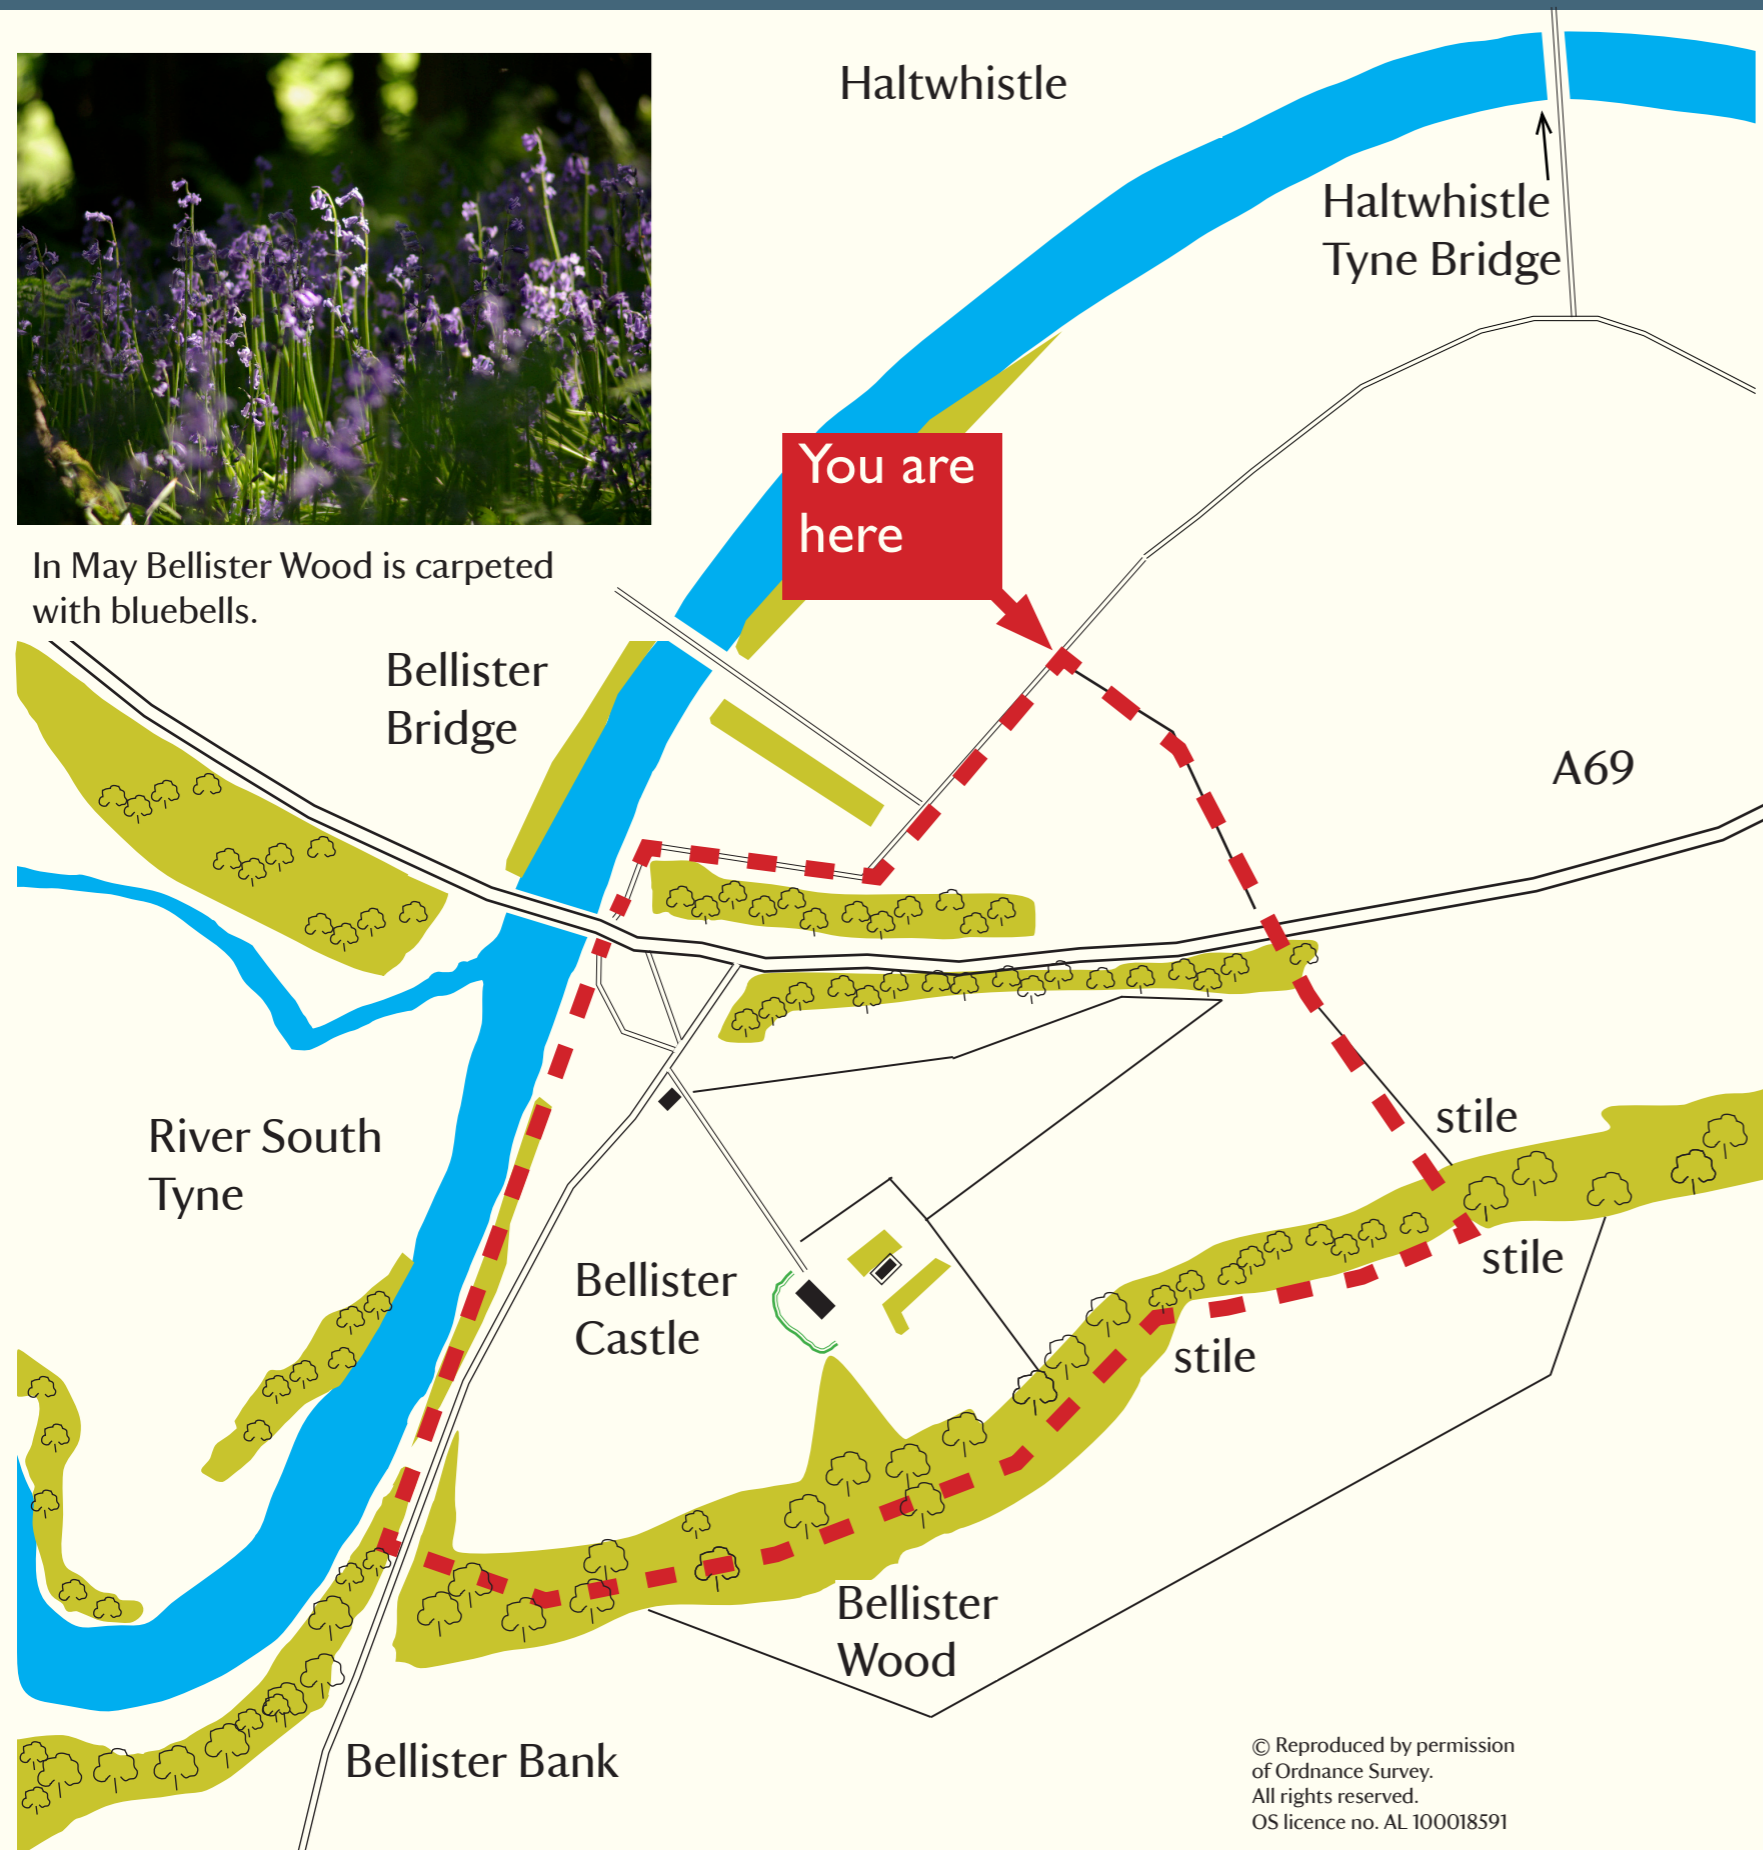 Haltwhistle
Haltwhistle
Tyne Bridge
You are
here
In May Bellister Wood is carpeted
with bluebells.
Bellister
Bridge
A69
River South
Tyne
stile
stile
Bellister
Castle
stile
Bellister
Wood
Bellister Bank
© Reproduced by permission
of Ordnance Survey.
All rights reserved.
OS licence no. AL 100018591